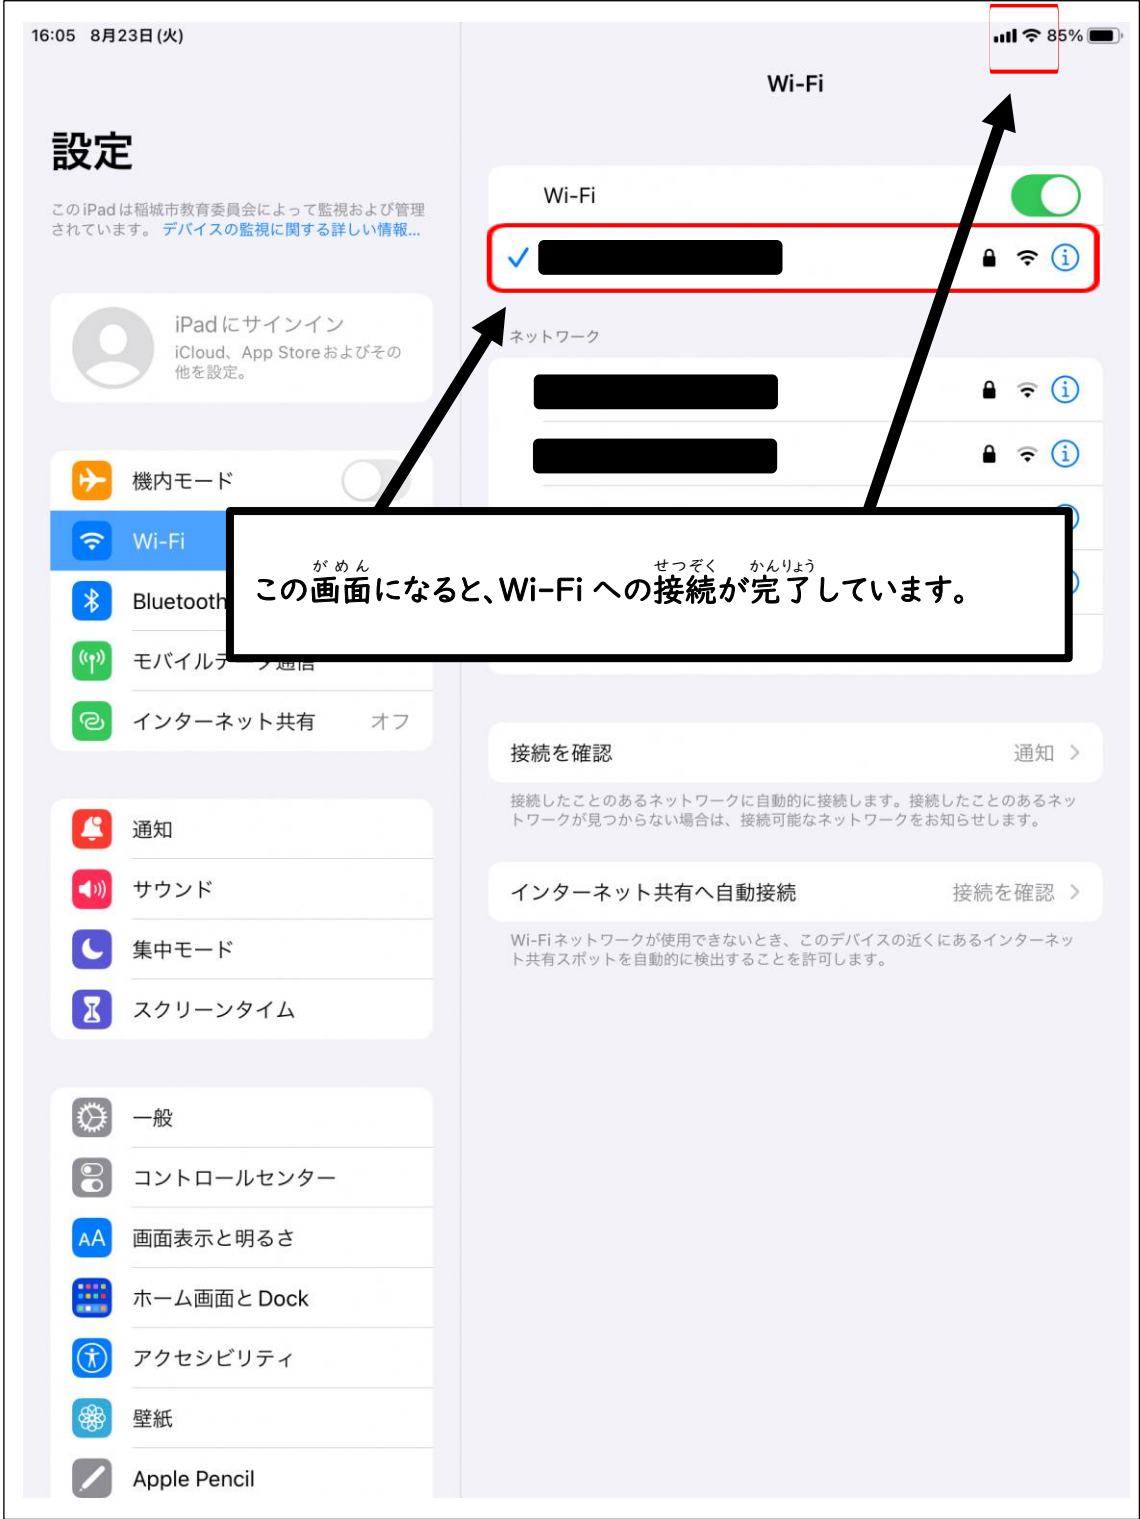 16:05 8月23日(火)
85%
Wi-Fi
設定
このiPadは稲城市教育委員会によって監視および管理
されています。デバイスの監視に関する詳しい情報...
iPadにサインイン
iCloud、App Storeおよびその
他を設定。
機内モード
Wi-Fi
Bluetooth
モバイルデータ通信
インターネット共有 オフ
通知
サウンド
集中モード
スクリーンタイム
一般
コントロールセンター
AA 画面表示と明るさ
ホーム画面とDock
アクセシビリティ
壁紙
Apple Pencil
Wi-Fi
ネットワーク
がめん せつぞく かんりょう
この画面になると、Wi-Fiへの接続が完了しています。
接続を確認 通知
接続したことのあるネットワークに自動的に接続します。接続したことのあるネッ
トワークが見つからない場合は、接続可能なネットワークをお知らせします。
インターネット共有へ自動接続 接続を確認
Wi-Fiネットワークが使用できないとき、このデバイスの近くにあるインターネッ
ト共有スポットを自動的に検出することを許可します。